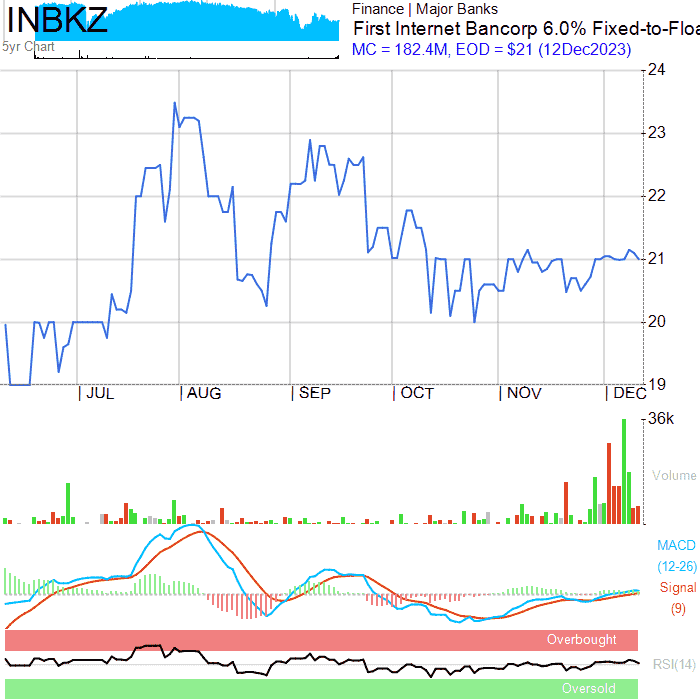 INBKZ
5yr Chart
Finance | Major Banks
First Internet Bancorp 6.0% Fixed-to-Floa
MC = 182.4M, EOD = $21 (12Dec2023)
24
23
22
21
20
19
JUL AUG SEP OCT NOV DEC
36k
Volume
MACD
(12-26)
Signal
(9)
Overbought
RSI(14)
Oversold